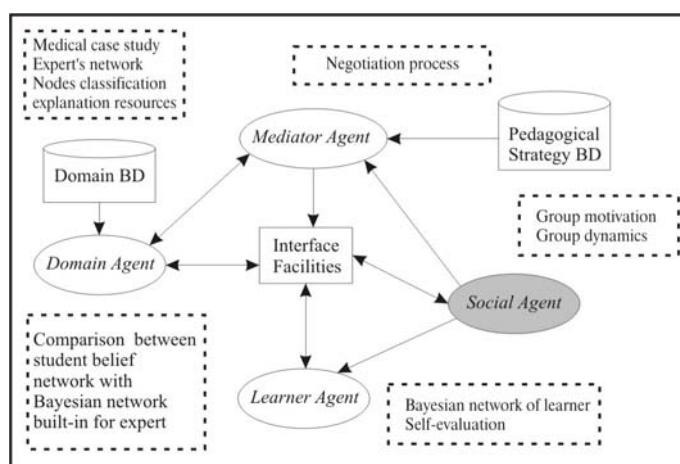 Medical case study
Expert's network
Nodes classification
explanation resources
Negotiation process
Mediator Agent
Pedagogical
Strategy BD
Domain BD
Group motivation
Group dynamics
Interface
Facilities
Domain Agent
Social Agent
Comparison between
student belief
network with
Bayesian network
built-in for expert
Learner Agent
Bayesian network of learner
Self-evaluation